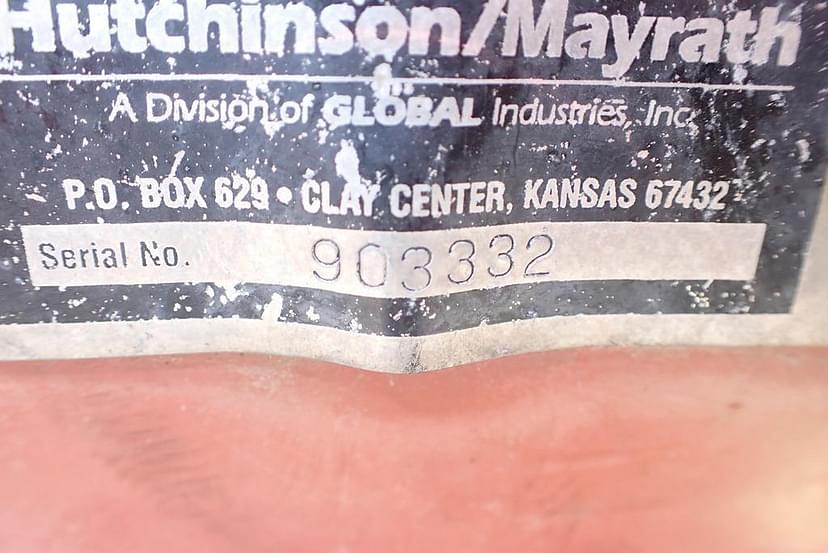 Hutchinson/Mayrath
A Division of GLOBAL Industries, Inc.
P.O. BOX 629 • CLAY CENTER, KANSAS 67432
Serial No. 903332